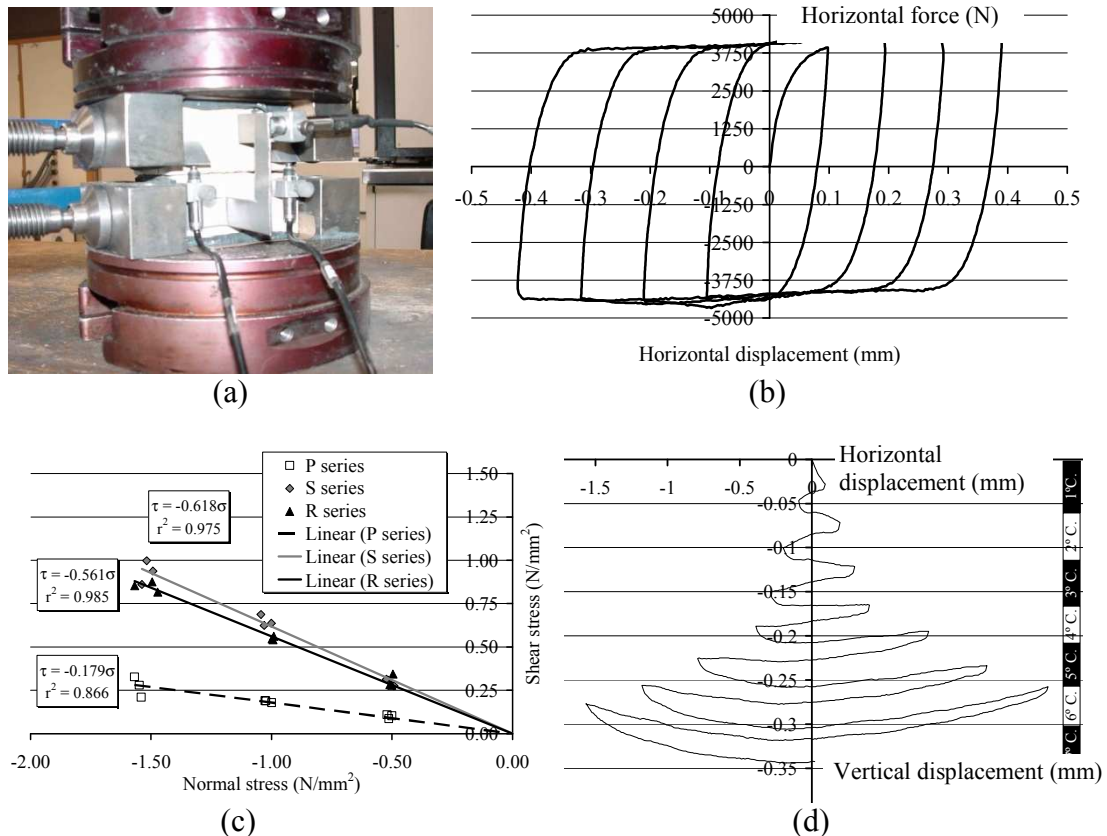 5000
Horizontal force (N)
3750
2500
1250
0
-0.5 -0.4 -0.3 -0.2 -0.1 0 0.1 0.2 0.3 0.4 0.5
-1250
-2500
-3750
-5000
Horizontal displacement (mm)
(a)
(b)
P series
S series
R series
Linear (P series)
Linear (S series)
Linear (R series)
τ = -0.618σ
r² = 0.975
τ = -0.561σ
r² = 0.985
τ = -0.179σ
r² = 0.866
1.50
1.25
1.00
0.75
0.50
0.25
0.00
Shear stress (N/mm²)
-2.00 -1.50 -1.00 -0.50 0.00
Normal stress (N/mm²)
(c)
0
Horizontal
displacement (mm)
-1.5 -1 -0.5 0
-0.05
-0.1
-0.15
-0.2
-0.25
-0.3
-0.35
1ºC.
2º C.
3º C.
4º C.
5º C.
6º C.
º C.
Vertical displacement (mm)
(d)